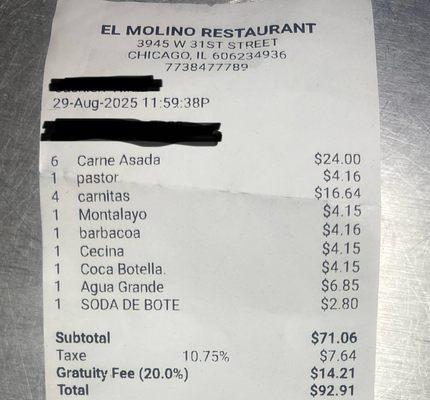 EL MOLINO RESTAURANT
3945 W 31ST STREET
CHICAGO, IL 606234936
7738477789
29-Aug-2025 11:59:38P
6 Carne Asada $24.00
1 pastor $4.16
4 carnitas $16.64
1 Montalayo $4.15
1 barbacoa $4.16
1 Cecina $4.15
1 Coca Botella. $4.15
1 Agua Grande $6.85
1 SODA DE BOTE $2.80
Subtotal $71.06
Taxe 10.75% $7.64
Gratuity Fee (20.0%) $14.21
Total $92.91